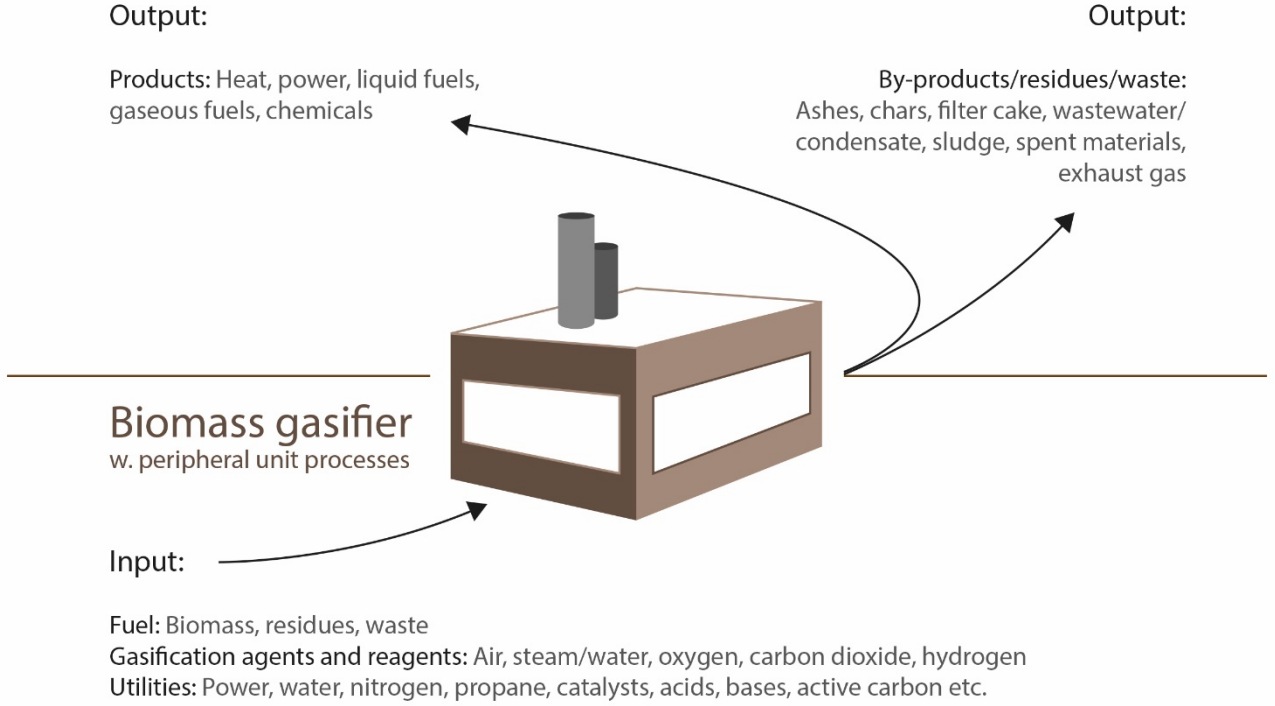 Output:
Products: Heat, power, liquid fuels,
gaseous fuels, chemicals
Output:
By-products/residues/waste:
Ashes, chars, filter cake, wastewater/
condensate, sludge, spent materials,
exhaust gas
Biomass gasifier
w. peripheral unit processes
Input:
Fuel: Biomass, residues, waste
Gasification agents and reagents: Air, steam/water, oxygen, carbon dioxide, hydrogen
Utilities: Power, water, nitrogen, propane, catalysts, acids, bases, active carbon etc.